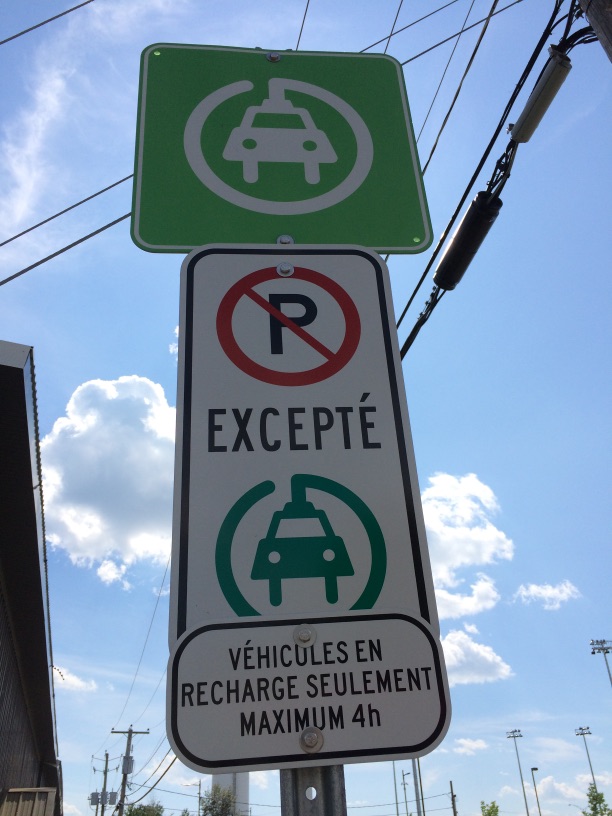 P
EXCEPTÉ
VÉHICULES EN
RECHARGE SEULEMENT
MAXIMUM 4h